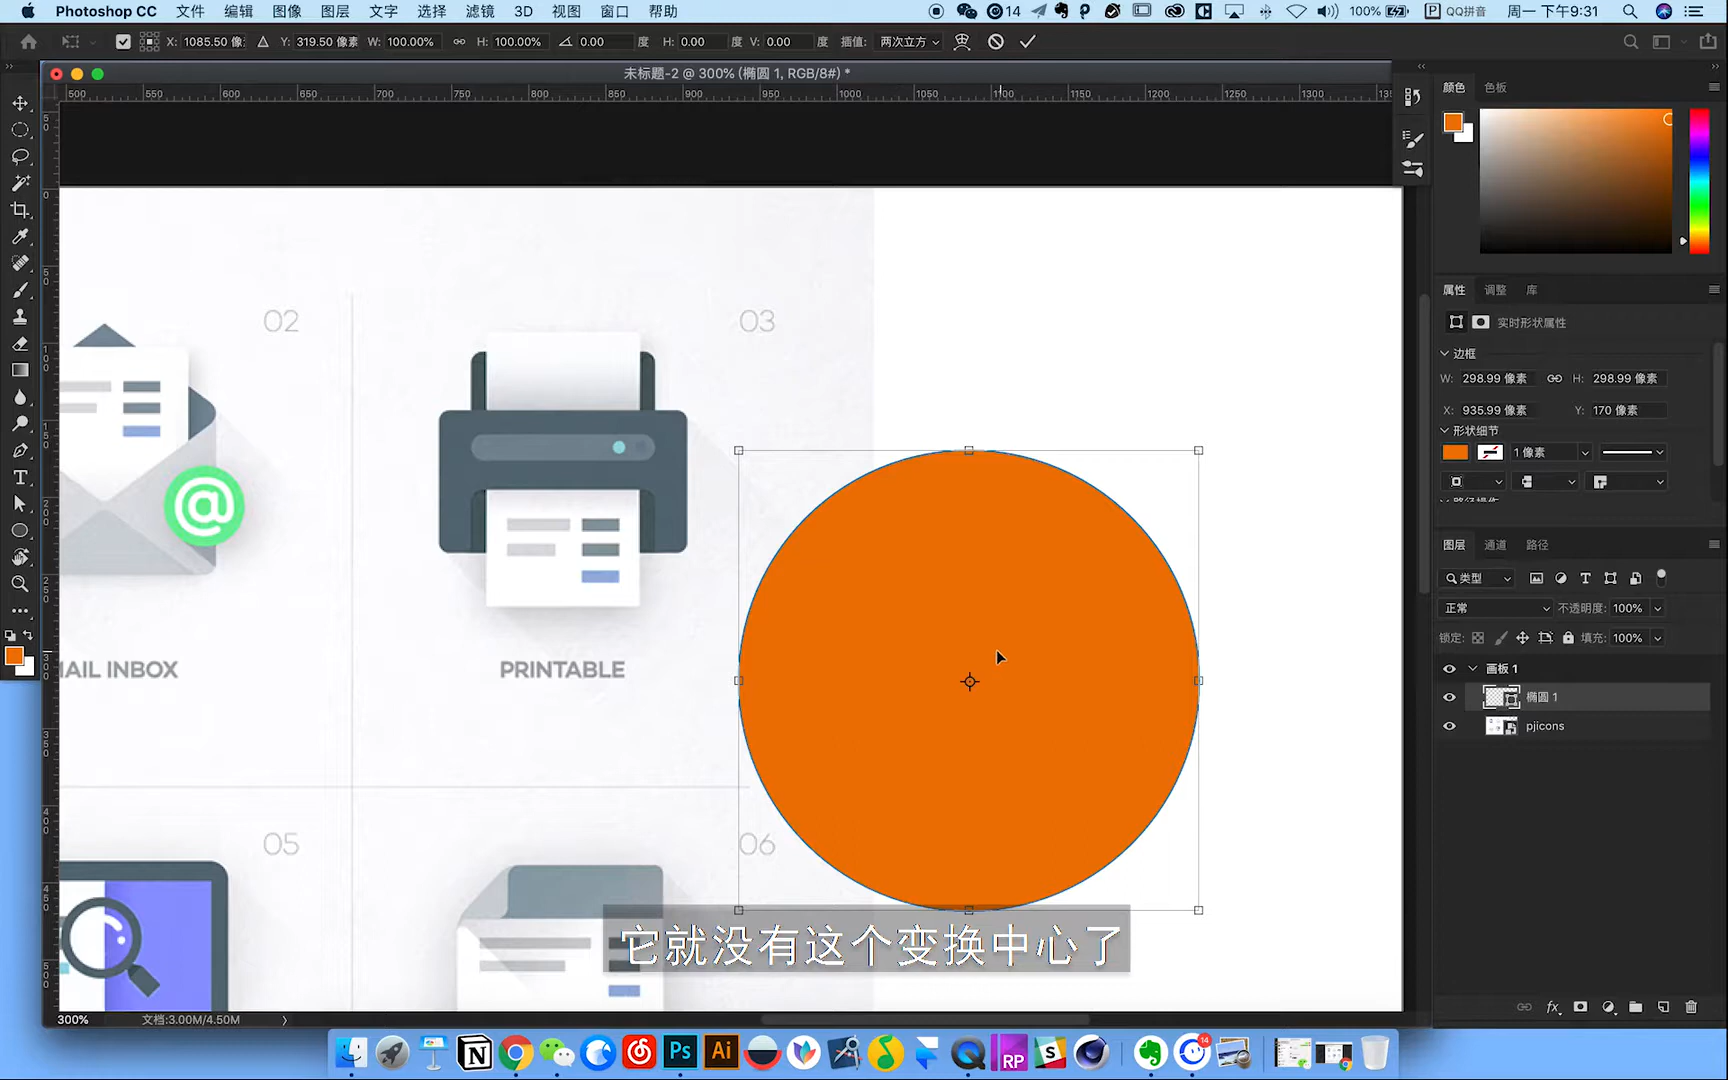 Photoshop CC 文件 编辑 图像 图层 文字 选择 滤镜 3D 视图 窗口 帮助 14 100% QQ拼音 周一 下午9:31
X: 1085.50 像 Y: 319.50 像素 W: 100.00% H: 100.00% 0.00 度 H: 0.00 度 V: 0.00 度 插值: 两次立方
未标题-2 @ 300% (椭圆 1, RGB/8#) *
500 550 600 650 700 750 800 850 900 950 1000 1050 1100 1150 1200 1250 1300 135
颜色 色板
02
03
@
MAIL INBOX
PRINTABLE
05
06
它就没有这个变换中心了
属性 调整 库
实时形状属性
边框
W: 298.99 像素 H: 298.99 像素
X: 935.99 像素 Y: 170 像素
形状细节
1 像素
图层 通道 路径
类型
正常 不透明度: 100%
锁定: 填充: 100%
画板 1
椭圆 1
pjicons
fx
300% 文档:3.00M/4.50M
N Ps Ai RP S 14